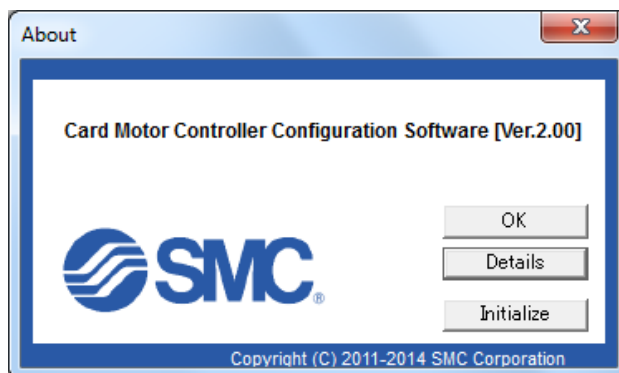 About
Card Motor Controller Configuration Software [Ver.2.00]
OK
SMC®
Details
Initialize
Copyright (C) 2011-2014 SMC Corporation